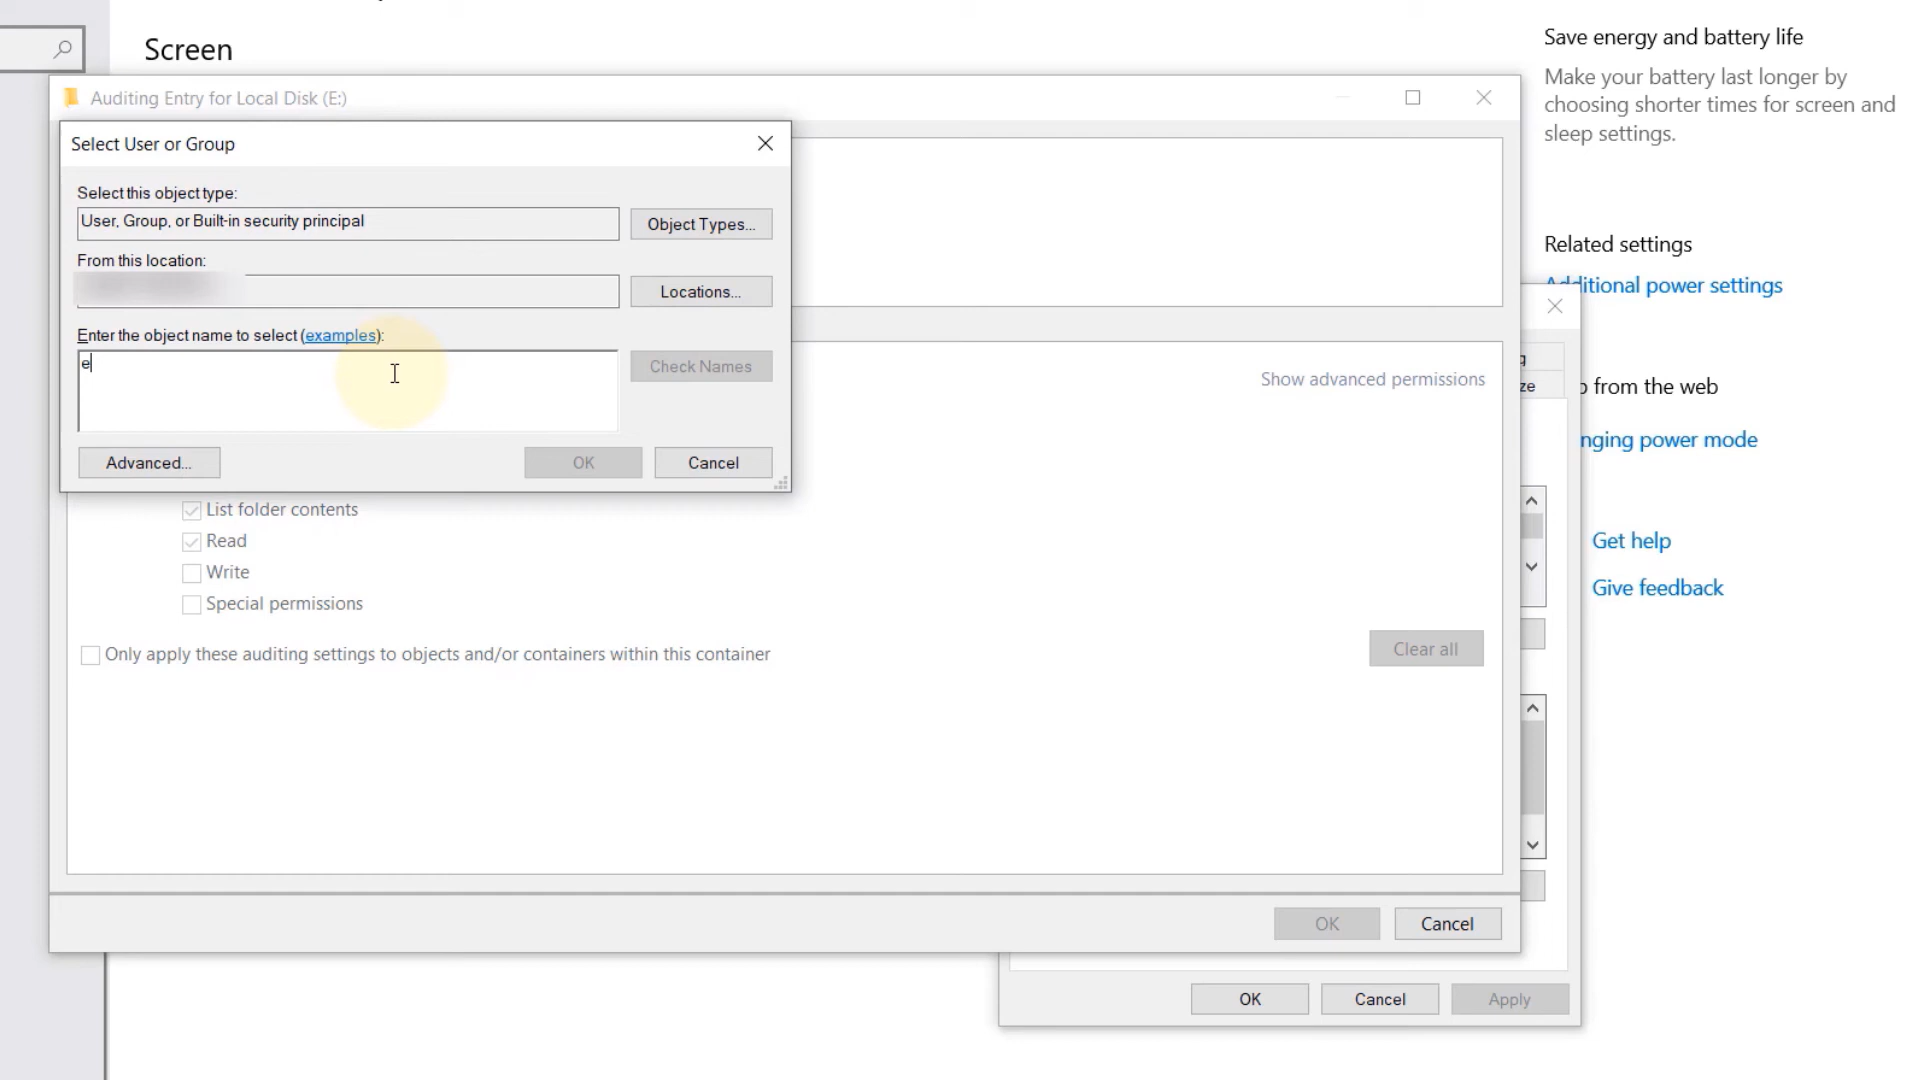 Screen
Save energy and battery life
Make your battery last longer by
choosing shorter times for screen and
sleep settings.
Related settings
Additional power settings
from the web
Get help
Give feedback
Auditing Entry for Local Disk (E:)
Select User or Group
Select this object type:
User, Group, or Built-in security principal
Object Types...
From this location:
Locations...
Enter the object name to select (examples):
e
Check Names
Advanced...
OK
Cancel
Show advanced permissions
List folder contents
Read
Write
Special permissions
Only apply these auditing settings to objects and/or containers within this container
Clear all
OK
Cancel
power mode
OK
Cancel
Apply